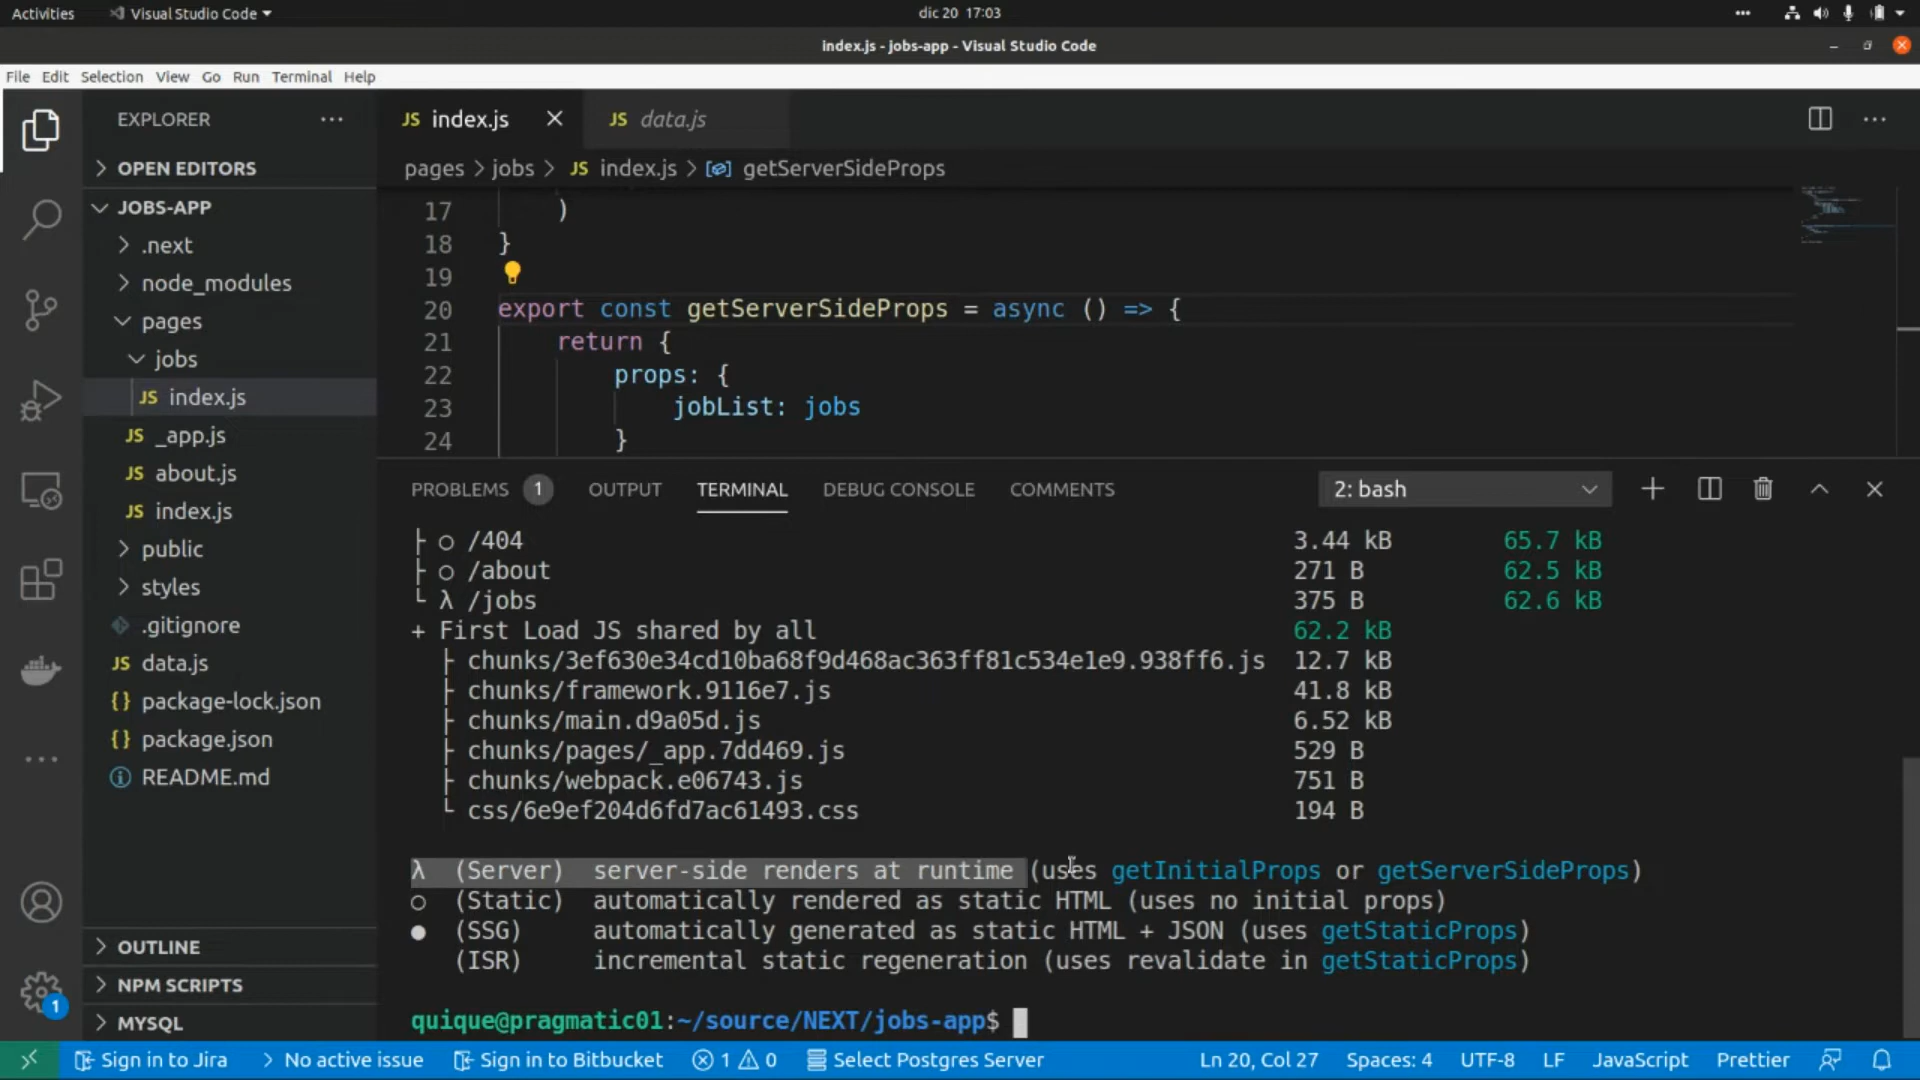 Activities
Visual Studio Code
dic 20 17:03
index.js - jobs-app - Visual Studio Code
File Edit Selection View Go Run Terminal Help
EXPLORER
OPEN EDITORS
JOBS-APP
.next
node_modules
pages
jobs
JS index.js
JS _app.js
JS about.js
JS index.js
public
styles
.gitignore
JS data.js
{} package-lock.json
{} package.json
README.md
OUTLINE
NPM SCRIPTS
MYSQL
1
JS index.js
JS data.js
pages > jobs > JS index.js > getServerSideProps
17 )
18 }
19
20 export const getServerSideProps = async () => {
21 return {
22 props: {
23 jobList: jobs
24 }
PROBLEMS 1 OUTPUT TERMINAL DEBUG CONSOLE COMMENTS
2: bash
├ ○ /404 3.44 kB 65.7 kB
├ ○ /about 271 B 62.5 kB
└ λ /jobs 375 B 62.6 kB
+ First Load JS shared by all 62.2 kB
├ chunks/3ef630e34cd10ba68f9d468ac363ff81c534e1e9.938ff6.js 12.7 kB
├ chunks/framework.9116e7.js 41.8 kB
├ chunks/main.d9a05d.js 6.52 kB
├ chunks/pages/_app.7dd469.js 529 B
├ chunks/webpack.e06743.js 751 B
└ css/6e9ef204d6fd7ac61493.css 194 B
λ (Server) server-side renders at runtime (uses getInitialProps or getServerSideProps)
○ (Static) automatically rendered as static HTML (uses no initial props)
● (SSG) automatically generated as static HTML + JSON (uses getStaticProps)
(ISR) incremental static regeneration (uses revalidate in getStaticProps)
quique@pragmatic01:~/source/NEXT/jobs-app$
Sign in to Jira > No active issue Sign in to Bitbucket 1 0 Select Postgres Server Ln 20, Col 27 Spaces: 4 UTF-8 LF JavaScript Prettier